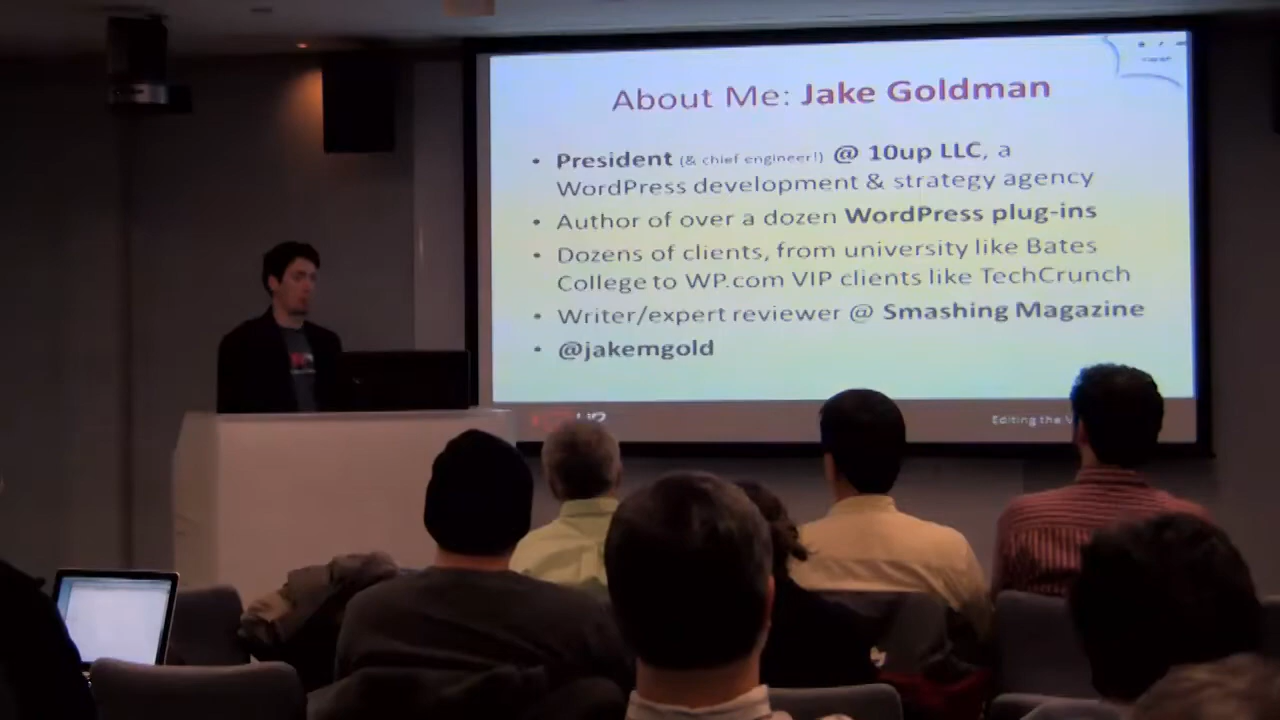 About Me: Jake Goldman
• President (& chief engineer!) @ 10up LLC, a
WordPress development & strategy agency
• Author of over a dozen WordPress plug-ins
• Dozens of clients, from university like Bates
College to WP.com VIP clients like TechCrunch
• Writer/expert reviewer @ Smashing Magazine
• @jakemgold
Editing the